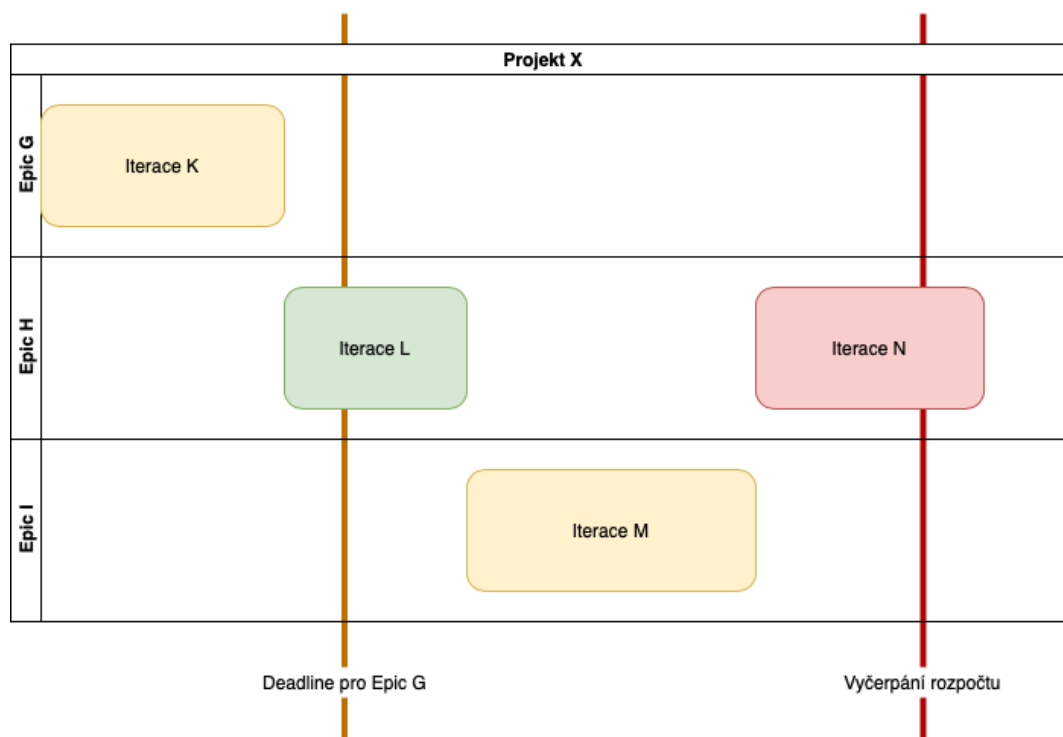 Projekt X
Epic G
Iterace K
Epic H
Iterace L
Iterace N
Epic I
Iterace M
Deadline pro Epic G
Vyčerpání rozpočtu